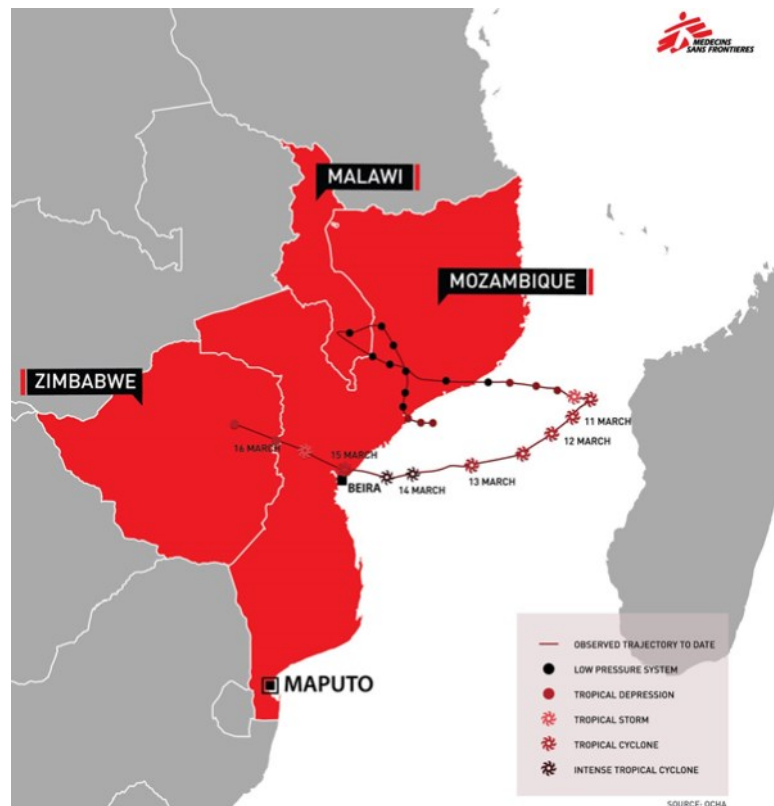 MEDECINS
SANS FRONTIERES
MALAWI
MOZAMBIQUE
ZIMBABWE
11 MARCH
12 MARCH
16 MARCH
15 MARCH
BEIRA
14 MARCH
13 MARCH
MAPUTO
OBSERVED TRAJECTORY TO DATE
LOW PRESSURE SYSTEM
TROPICAL DEPRESSION
TROPICAL STORM
TROPICAL CYCLONE
INTENSE TROPICAL CYCLONE
SOURCE: OCHA